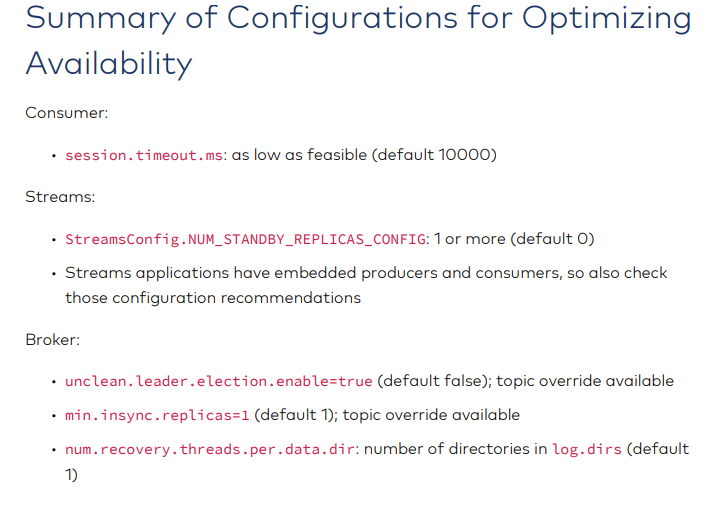 Summary of Configurations for Optimizing
Availability
Consumer:
• session.timeout.ms: as low as feasible (default 10000)
Streams:
• StreamsConfig.NUM_STANDBY_REPLICAS_CONFIG: 1 or more (default 0)
• Streams applications have embedded producers and consumers, so also check
those configuration recommendations
Broker:
• unclean.leader.election.enable=true (default false); topic override available
• min.insync.replicas=1 (default 1); topic override available
• num.recovery.threads.per.data.dir: number of directories in log.dirs (default
1)